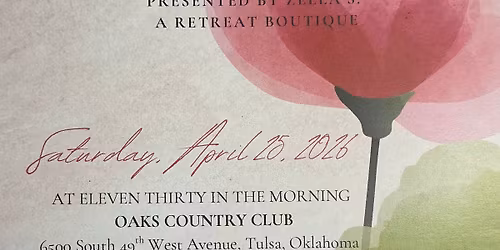 PRESENTED BY ZELLA S.
A RETREAT BOUTIQUE
Saturday, April 25, 2026
AT ELEVEN THIRTY IN THE MORNING
OAKS COUNTRY CLUB
6500 South 49th West Avenue, Tulsa, Oklahoma